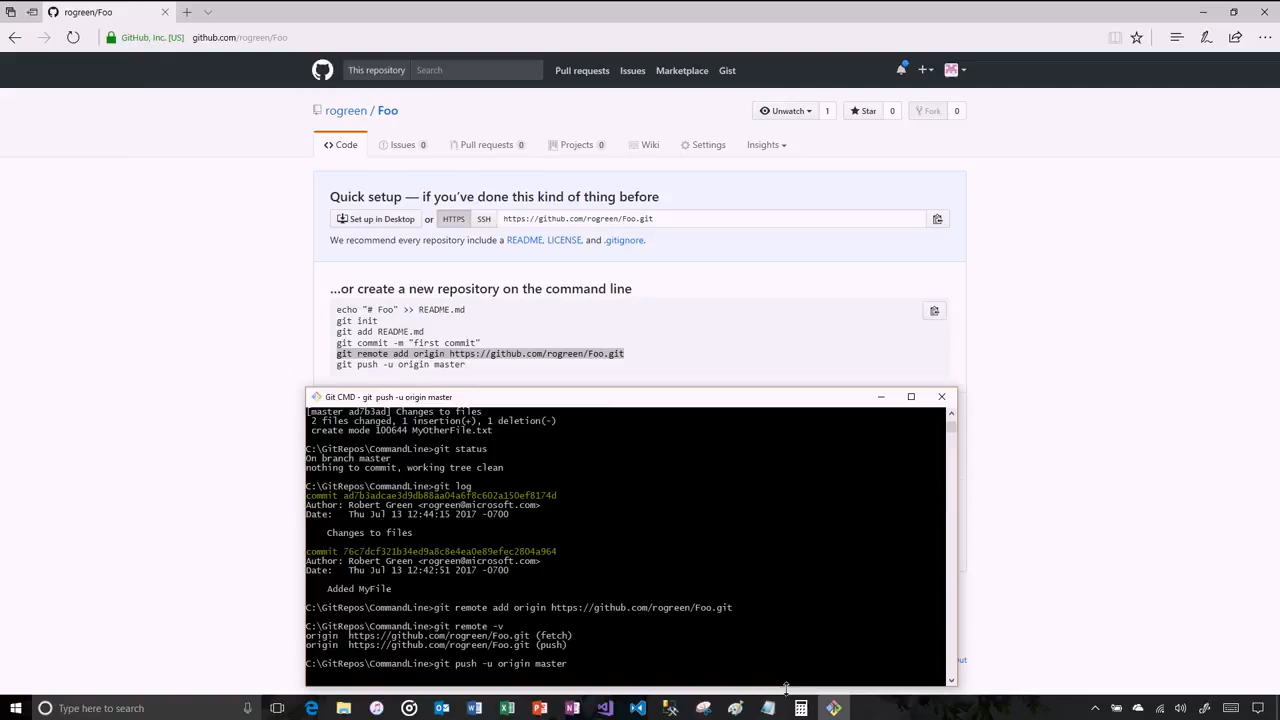 rogreen/Foo
GitHub, Inc. [US] github.com/rogreen/Foo
This repository Search Pull requests Issues Marketplace Gist
rogreen / Foo
Unwatch 1 Star 0 Fork 0
Code Issues 0 Pull requests 0 Projects 0 Wiki Settings Insights
Quick setup — if you've done this kind of thing before
Set up in Desktop or HTTPS SSH https://github.com/rogreen/Foo.git
We recommend every repository include a README, LICENSE, and .gitignore.
…or create a new repository on the command line
echo "# Foo" >> README.md
git init
git add README.md
git commit -m "first commit"
git remote add origin https://github.com/rogreen/Foo.git
git push -u origin master
Git CMD - git push -u origin master
[master ad7b3ad] Changes to files
2 files changed, 1 insertion(+), 1 deletion(-)
create mode 100644 MyOtherFile.txt
C:\GitRepos\CommandLine>git status
On branch master
nothing to commit, working tree clean
C:\GitRepos\CommandLine>git log
commit ad7b3adcae3d9db88aa04a6f8c602a150ef8174d
Author: Robert Green <rogreen@microsoft.com>
Date: Thu Jul 13 12:44:15 2017 -0700
Changes to files
commit 76c7dcf321b34ed9a8c8e4ea0e89efec2804a964
Author: Robert Green <rogreen@microsoft.com>
Date: Thu Jul 13 12:42:51 2017 -0700
Added MyFile
C:\GitRepos\CommandLine>git remote add origin https://github.com/rogreen/Foo.git
C:\GitRepos\CommandLine>git remote -v
origin https://github.com/rogreen/Foo.git (fetch)
origin https://github.com/rogreen/Foo.git (push)
C:\GitRepos\CommandLine>git push -u origin master
Type here to search